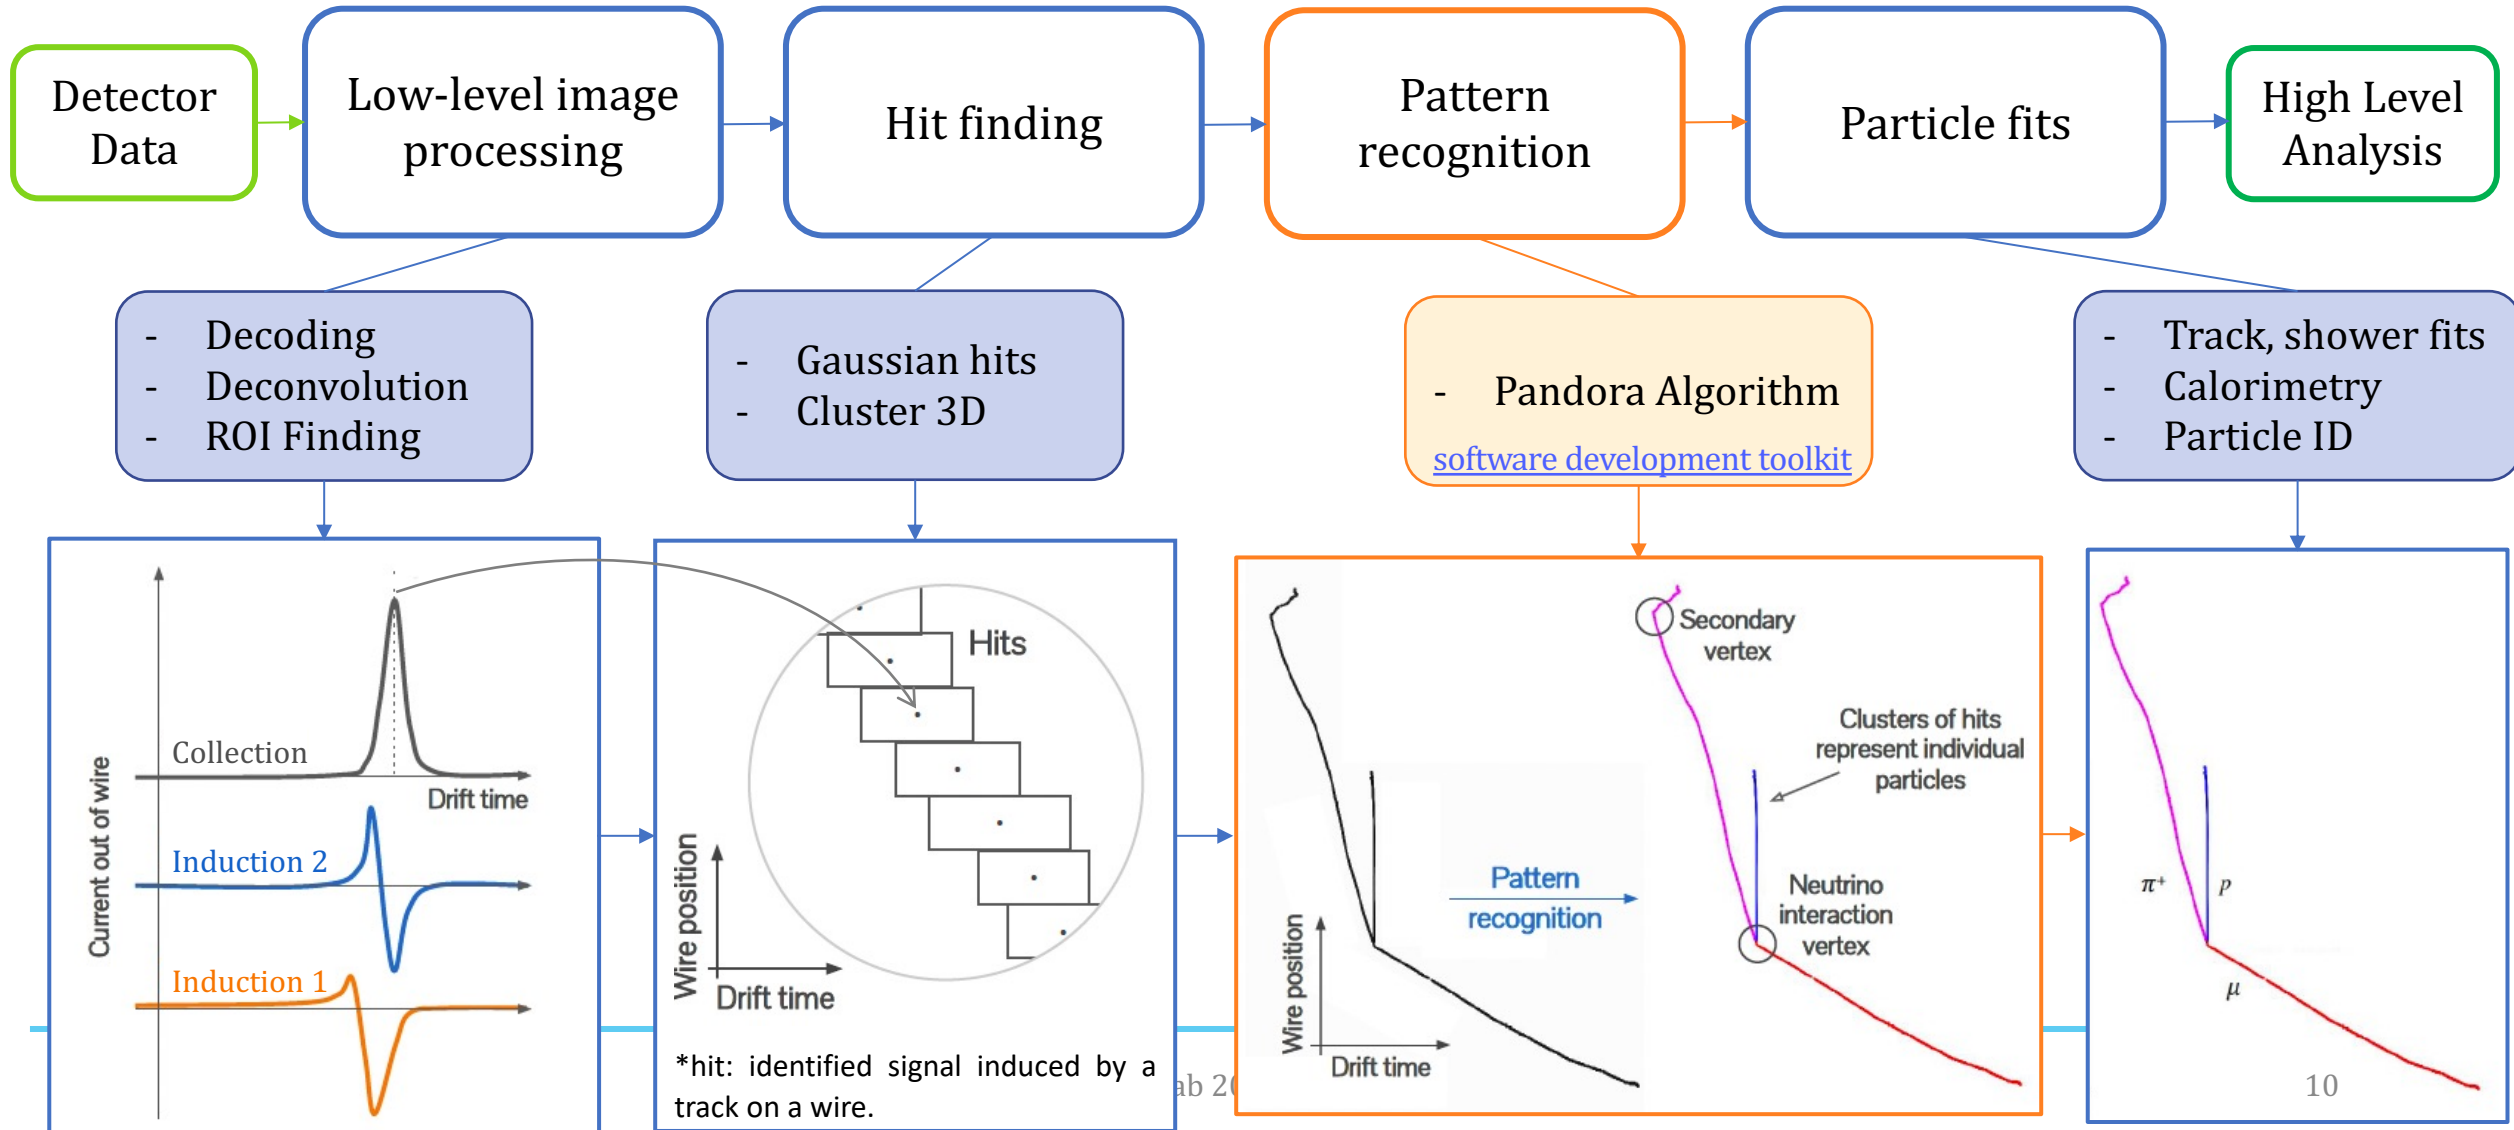 Detector
Data
Low-level image
processing
Hit finding
Pattern
recognition
Particle fits
High Level
Analysis
- Decoding
- Deconvolution
- ROI Finding
- Gaussian hits
- Cluster 3D
- Pandora Algorithm
software development toolkit
- Track, shower fits
- Calorimetry
- Particle ID
Current out of wire
Collection
Drift time
Induction 2
Induction 1
Hits
Wire position
Drift time
*hit: identified signal induced by a
track on a wire.
Wire position
Drift time
Pattern
recognition
Secondary
vertex
Clusters of hits
represent individual
particles
Neutrino
interaction
vertex
π⁺
p
μ
10